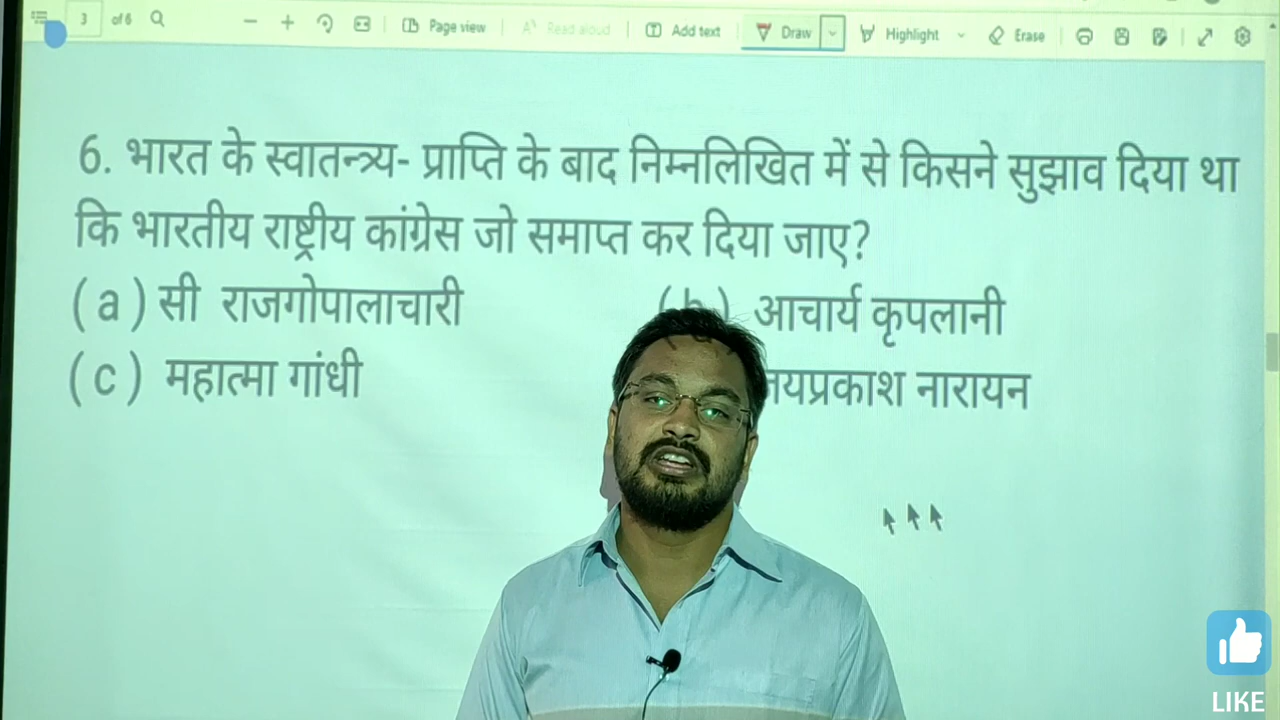 3 of 6 Page view Read aloud Add text Draw Highlight Erase
6. भारत के स्वातन्त्र्य- प्राप्ति के बाद निम्नलिखित में से किसने सुझाव दिया था
कि भारतीय राष्ट्रीय कांग्रेस जो समाप्त कर दिया जाए?
( a ) सी राजगोपालाचारी ( b ) आचार्य कृपलानी
( c ) महात्मा गांधी जयप्रकाश नारायन
LIKE